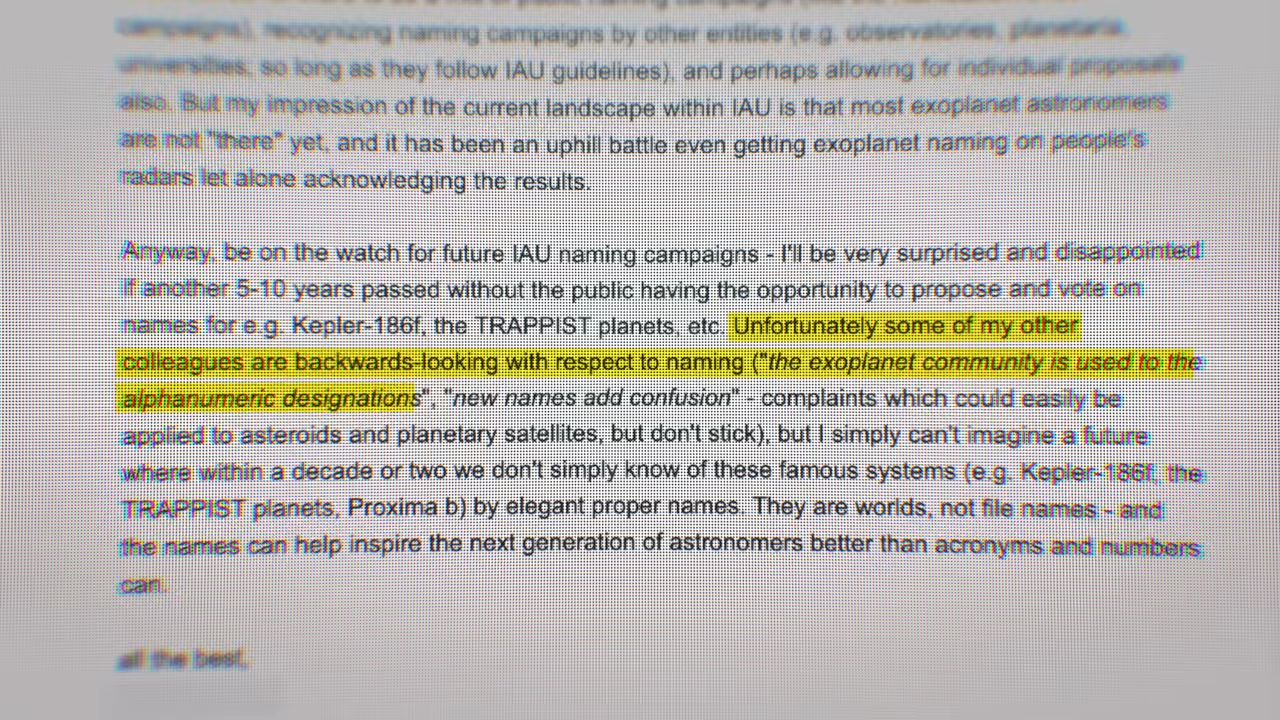 campaigns), recognizing naming campaigns by other entities (e.g. observatories, planetaria,
universities, so long as they follow IAU guidelines), and perhaps allowing for individual proposals
also. But my impression of the current landscape within IAU is that most exoplanet astronomers
are not "there" yet, and it has been an uphill battle even getting exoplanet naming on people's
radars let alone acknowledging the results.
Anyway, be on the watch for future IAU naming campaigns - I'll be very surprised and disappointed
if another 5-10 years passed without the public having the opportunity to propose and vote on
names for e.g. Kepler-186f, the TRAPPIST planets, etc. Unfortunately some of my other
colleagues are backwards-looking with respect to naming ("the exoplanet community is used to the
alphanumeric designations", "new names add confusion" - complaints which could easily be
applied to asteroids and planetary satellites, but don't stick), but I simply can't imagine a future
where within a decade or two we don't simply know of these famous systems (e.g. Kepler-186f, the
TRAPPIST planets, Proxima b) by elegant proper names. They are worlds, not file names - and
the names can help inspire the next generation of astronomers better than acronyms and numbers
can.
all the best,